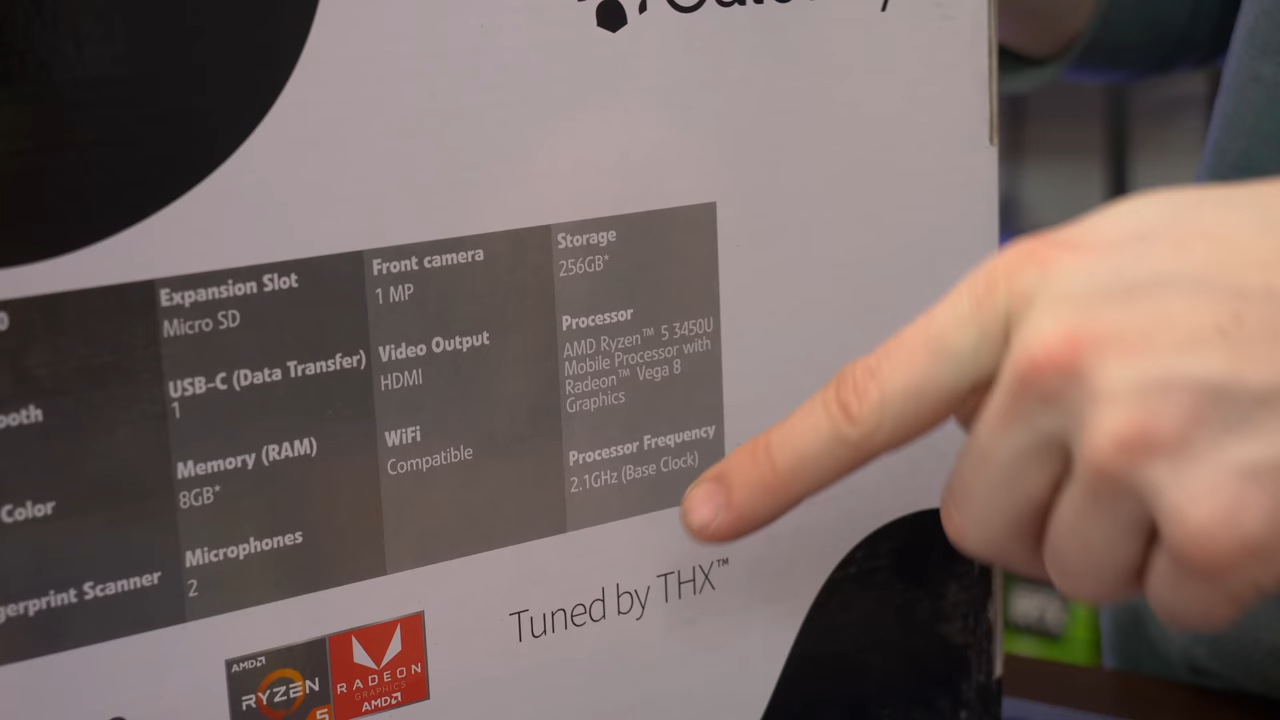 Expansion Slot
Micro SD
USB-C (Data Transfer)
1
Memory (RAM)
8GB*
Microphones
2
Front camera
1 MP
Video Output
HDMI
WiFi
Compatible
Storage
256GB*
Processor
AMD Ryzen™ 5 3450U
Mobile Processor with
Radeon™ Vega 8
Graphics
Processor Frequency
2.1GHz (Base Clock)
Color
Scanner
Tuned by THX™
AMD
RYZEN
5
RADEON
GRAPHICS
AMD